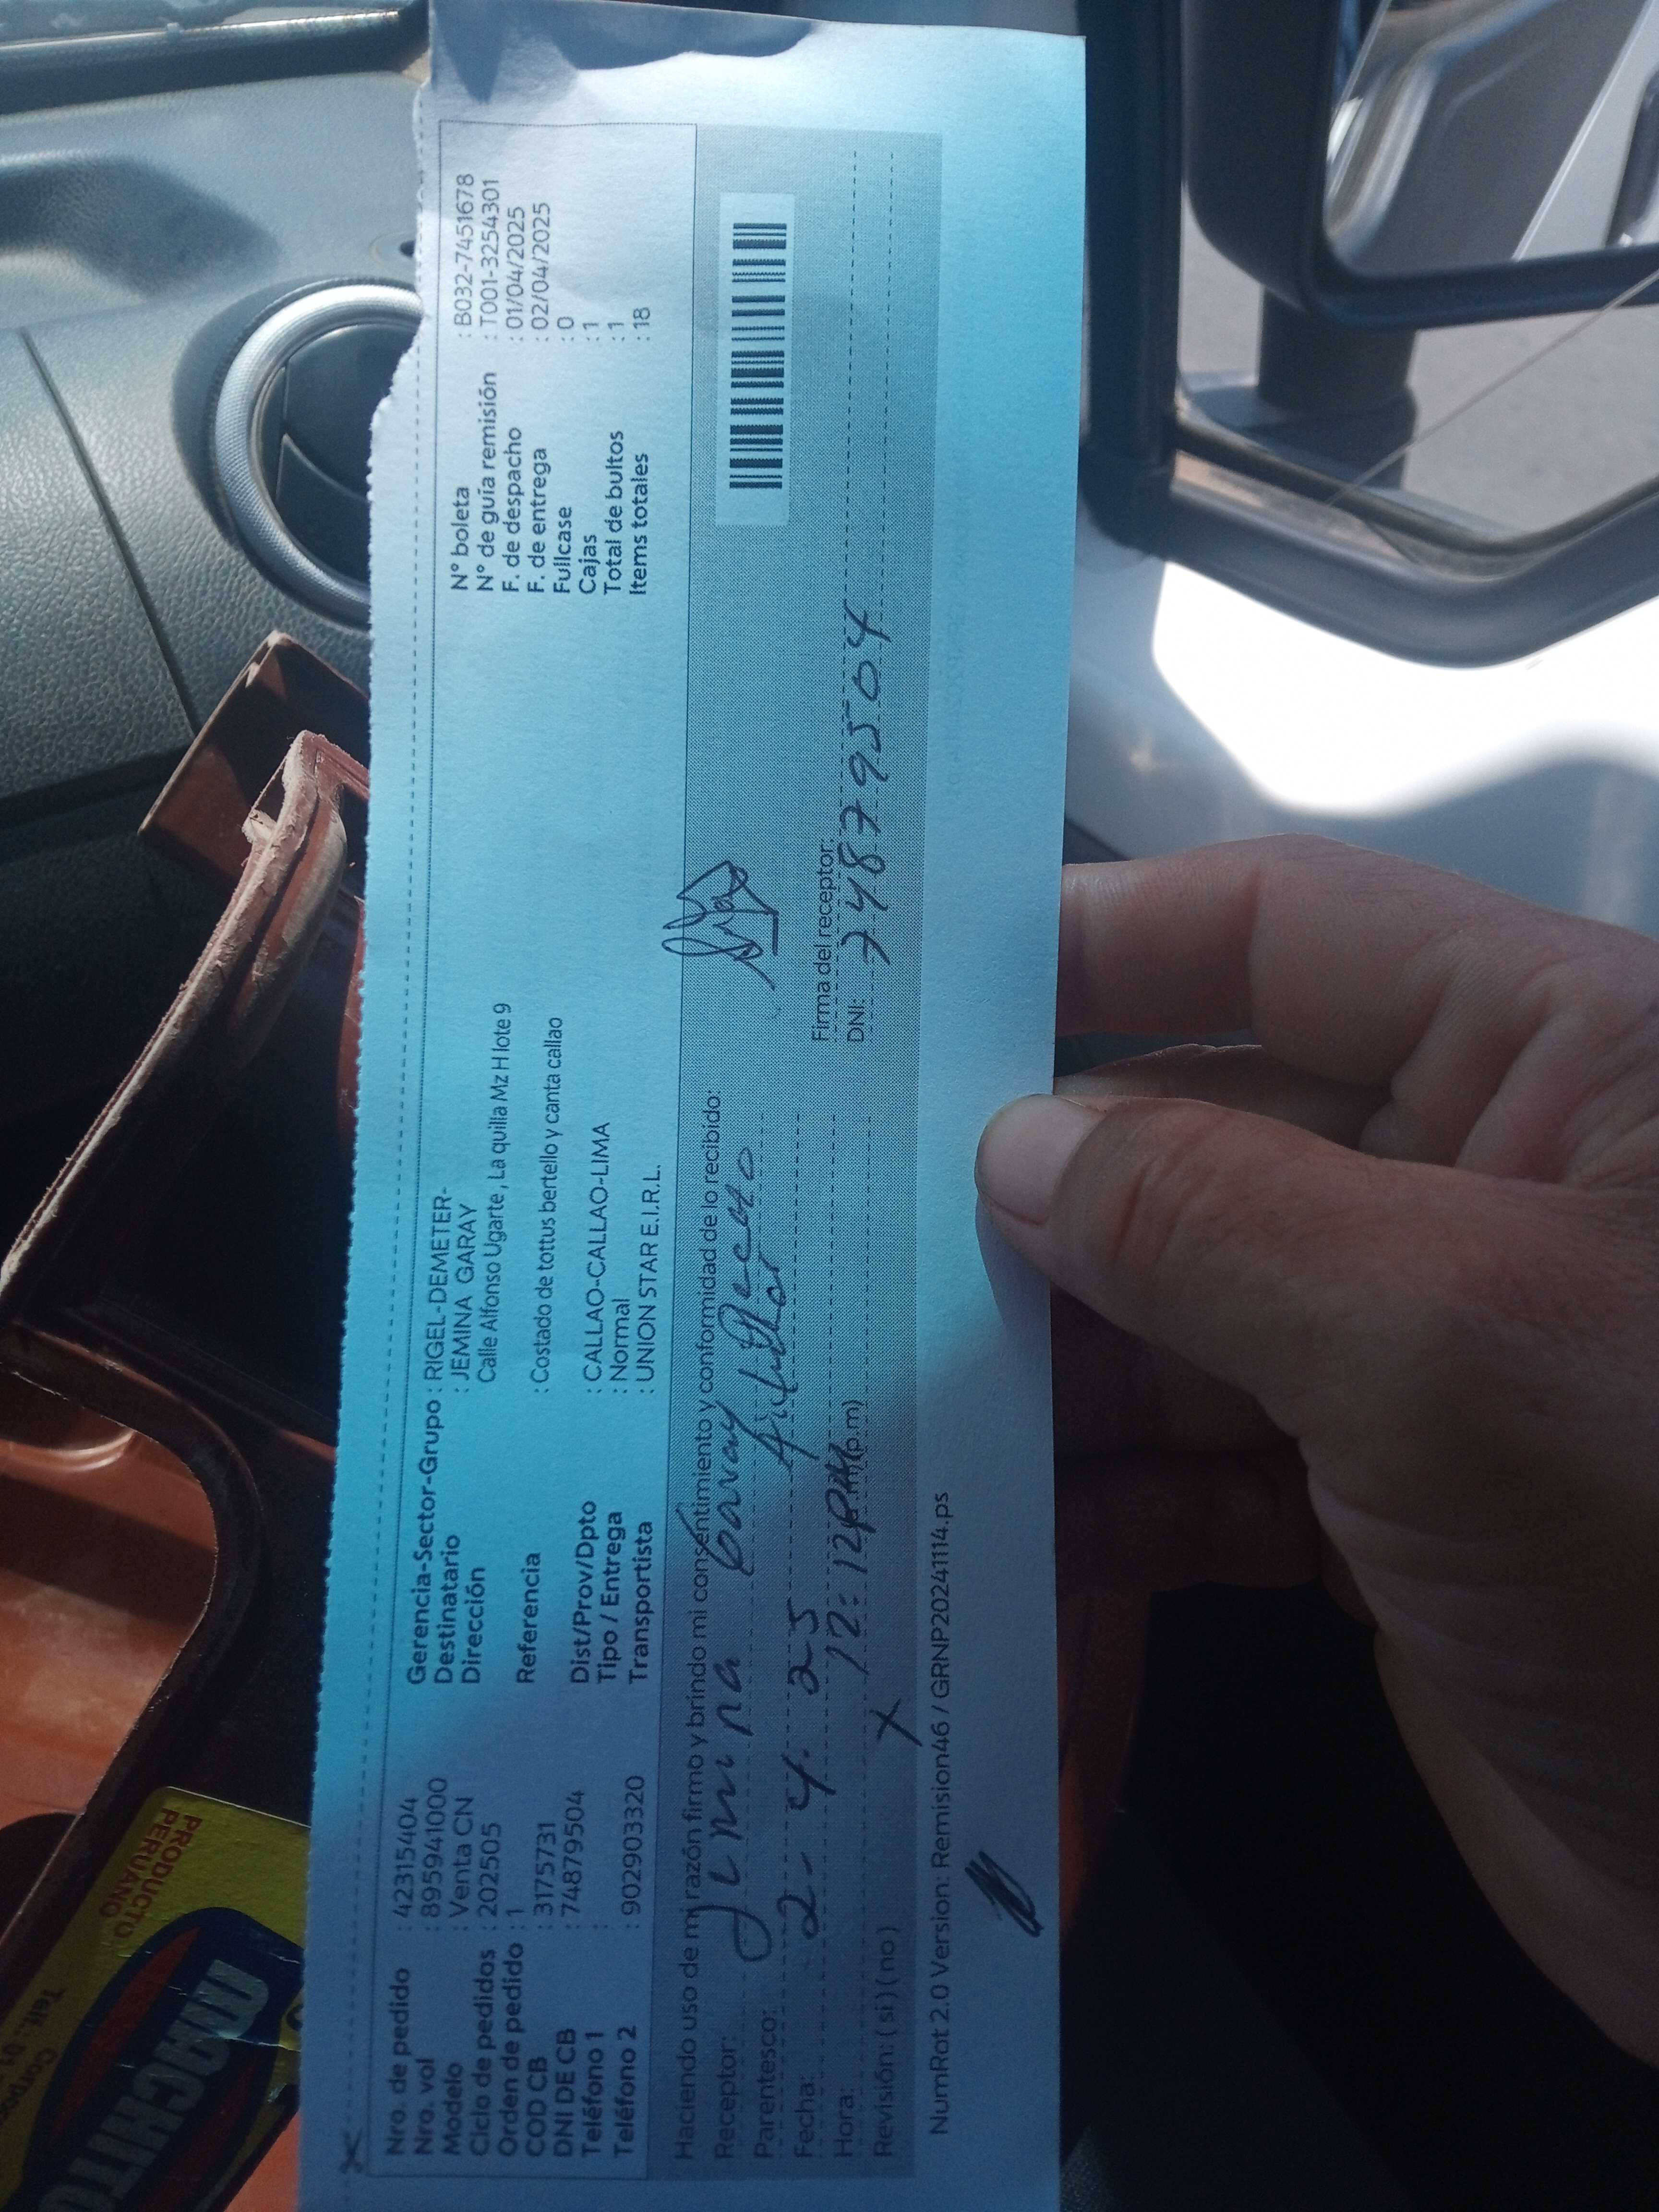 Nro. de pedido : 42315404
Nro. vol : 895941000
Modelo : Venta CN
Ciclo de pedidos : 202505
Orden de pedido : 1
COD CB : 3175731
DNI DE CB : 74879504
Teléfono 1 :
Teléfono 2 : 902903320
Gerencia-Sector-Grupo : RIGEL-DEMETER-
Destinatario : JEMINA GARAY
Dirección Calle Alfonso Ugarte , La quilla Mz H lote 9
Referencia : Costado de tottus bertello y canta callao
Dist/Prov/Dpto : CALLAO-CALLAO-LIMA
Tipo / Entrega : Normal
Transportista : UNION STAR E.I.R.L.
N° boleta : B032-7451678
N° de guía remisión : T001-3254301
F. de despacho : 01/04/2025
F. de entrega : 02/04/2025
Fullcase : 0
Cajas : 1
Total de bultos : 1
Items totales : 18
Haciendo uso de mi razón firmo y brindo mi consentimiento y conformidad de lo recibido:
Receptor: Jemina Garay
Parentesco:
Fecha: 2- 4. 25
Hora: 12:12 PM (p.m)
Revisión: ( si ) ( no ) X
Firma del receptor:
DNI: 74879504
NumRot 2.0 Version: Remision46 / GRNP20241114.ps
PRODUCTO
PERUANO
MACHITO
Telf.